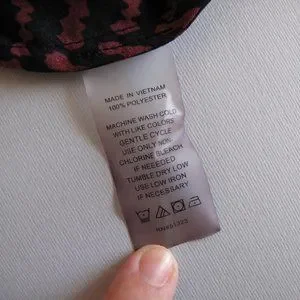 MADE IN VIETNAM
100% POLYESTER
MACHINE WASH COLD
WITH LIKE COLORS
GENTLE CYCLE
USE ONLY NON
CHLORINE BLEACH
IF NEEDED
TUMBLE DRY LOW
USE LOW IRON
IF NECESSARY